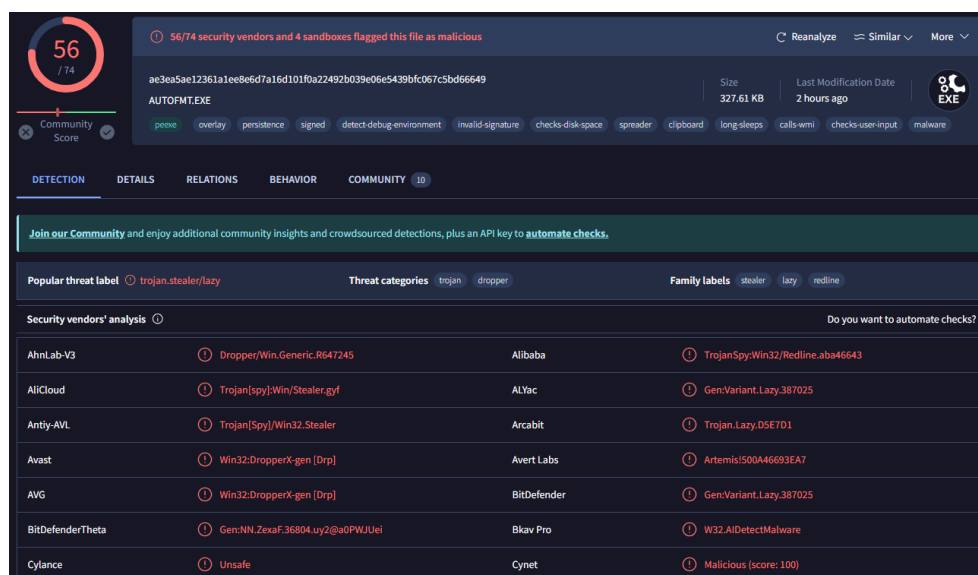 56
/ 74
Community
Score
56/74 security vendors and 4 sandboxes flagged this file as malicious
Reanalyze Similar More
ae3ea5ae12361a1ee8e6d7a16d101f0a22492b039e06e5439bfc067c5bd66649
AUTOFMT.EXE
Size
327.61 KB
Last Modification Date
2 hours ago
EXE
peexe overlay persistence signed detect-debug-environment invalid-signature checks-disk-space spreader clipboard long-sleeps calls-wmi checks-user-input malware
DETECTION DETAILS RELATIONS BEHAVIOR COMMUNITY 10
Join our Community and enjoy additional community insights and crowdsourced detections, plus an API key to automate checks.
Popular threat label trojan.stealer/lazy Threat categories trojan dropper Family labels stealer lazy redline
Security vendors' analysis Do you want to automate checks?
AhnLab-V3 Dropper/Win.Generic.R647245 Alibaba TrojanSpy:Win32/Redline.aba46643
AliCloud Trojan[spy]:Win/Stealer.gyf ALYac Gen:Variant.Lazy.387025
Antiy-AVL Trojan[Spy]/Win32.Stealer Arcabit Trojan.Lazy.D5E7D1
Avast Win32:DropperX-gen [Drp] Avert Labs Artemis!500A46693EA7
AVG Win32:DropperX-gen [Drp] BitDefender Gen:Variant.Lazy.387025
BitDefenderTheta Gen:NN.ZexaF.36804.uy2@a0PWJUei Bkav Pro W32.AIDetectMalware
Cylance Unsafe Cynet Malicious (score: 100)